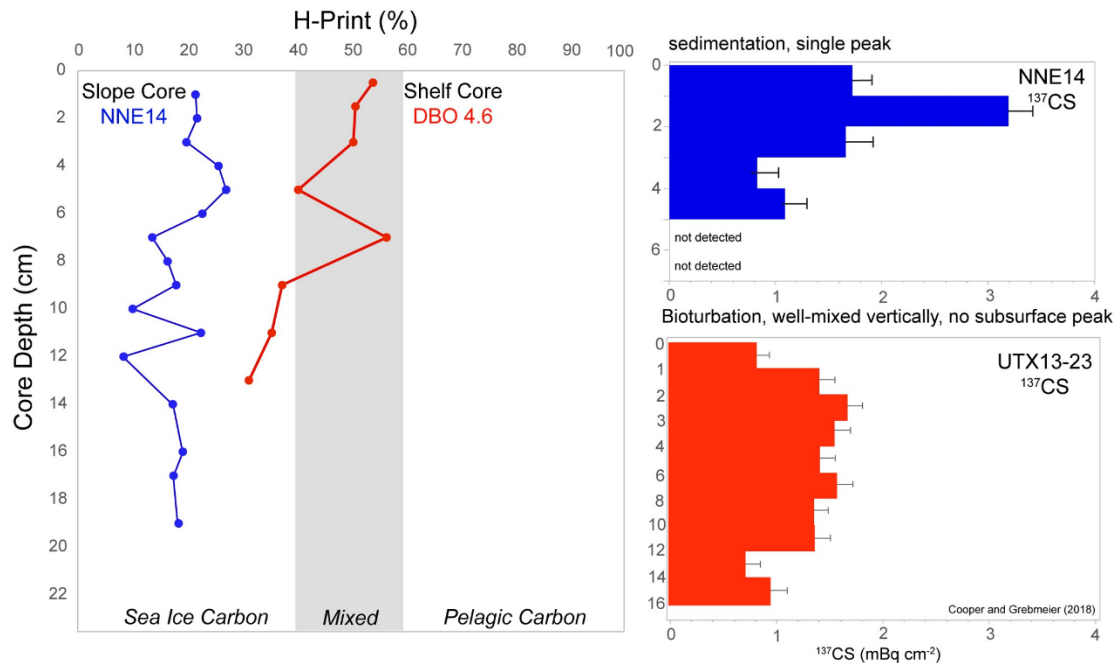 H-Print (%)
0 10 20 30 40 50 60 70 80 90 100
Slope Core
NNE14
Shelf Core
DBO 4.6
Core Depth (cm)
0
2
4
6
8
10
12
14
16
18
20
22
Sea Ice Carbon Mixed Pelagic Carbon
sedimentation, single peak
NNE14
137CS
0
2
4
6
not detected
not detected
0 1 2 3 4
Bioturbation, well-mixed vertically, no subsurface peak
UTX13-23
137CS
0
1
2
3
4
6
8
10
12
14
16
Cooper and Grebmeier (2018)
0 1 2 3 4
137CS (mBq cm-2)